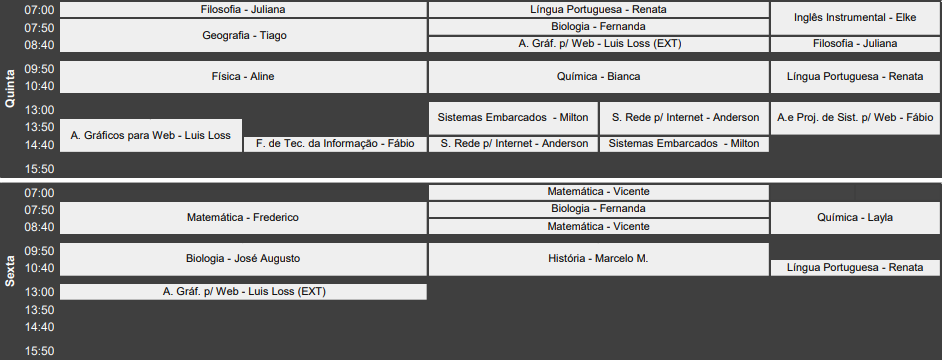 Quinta
07:00
Filosofia - Juliana
Língua Portuguesa - Renata
Inglês Instrumental - Elke
07:50
Geografia - Tiago
Biologia - Fernanda
08:40
A. Gráf. p/ Web - Luis Loss (EXT)
Filosofia - Juliana
09:50
Física - Aline
Química - Bianca
Língua Portuguesa - Renata
10:40
13:00
Sistemas Embarcados - Milton
S. Rede p/ Internet - Anderson
A.e Proj. de Sist. p/ Web - Fábio
13:50
A. Gráficos para Web - Luis Loss
14:40
F. de Tec. da Informação - Fábio
S. Rede p/ Internet - Anderson
Sistemas Embarcados - Milton
15:50
Sexta
07:00
Matemática - Vicente
07:50
Matemática - Frederico
Biologia - Fernanda
Química - Layla
08:40
Matemática - Vicente
09:50
Biologia - José Augusto
História - Marcelo M.
10:40
Língua Portuguesa - Renata
13:00
A. Gráf. p/ Web - Luis Loss (EXT)
13:50
14:40
15:50